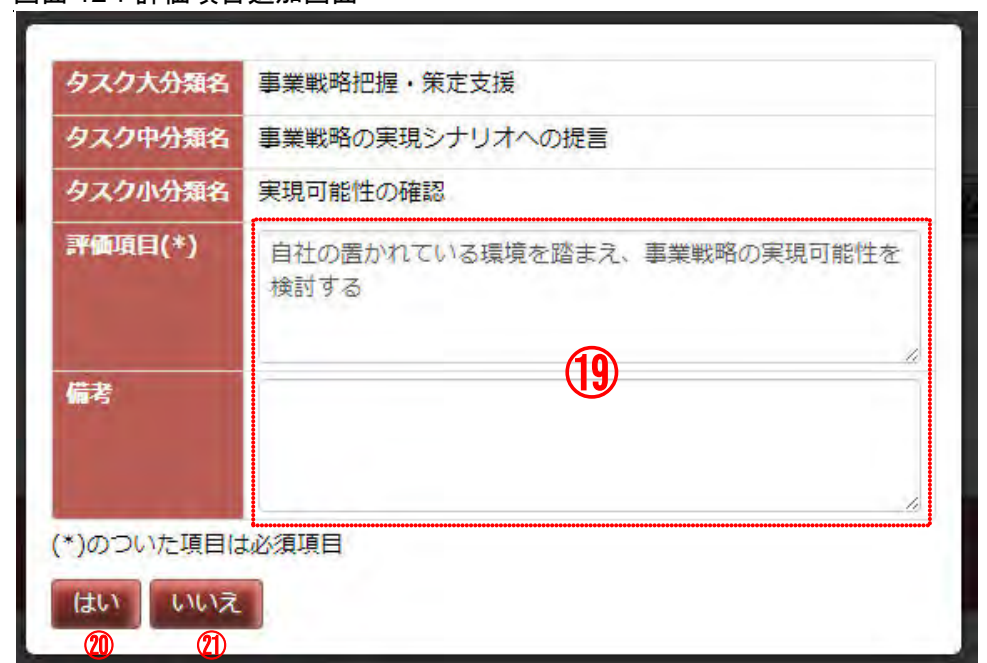 タスク大分類名 事業戦略把握・策定支援
タスク中分類名 事業戦略の実現シナリオへの提言
タスク小分類名 実現可能性の確認
評価項目(*) 自社の置かれている環境を踏まえ、事業戦略の実現可能性を
検討する
⑲
備考
(*)のついた項目は必須項目
はい いいえ
⑳ ㉑